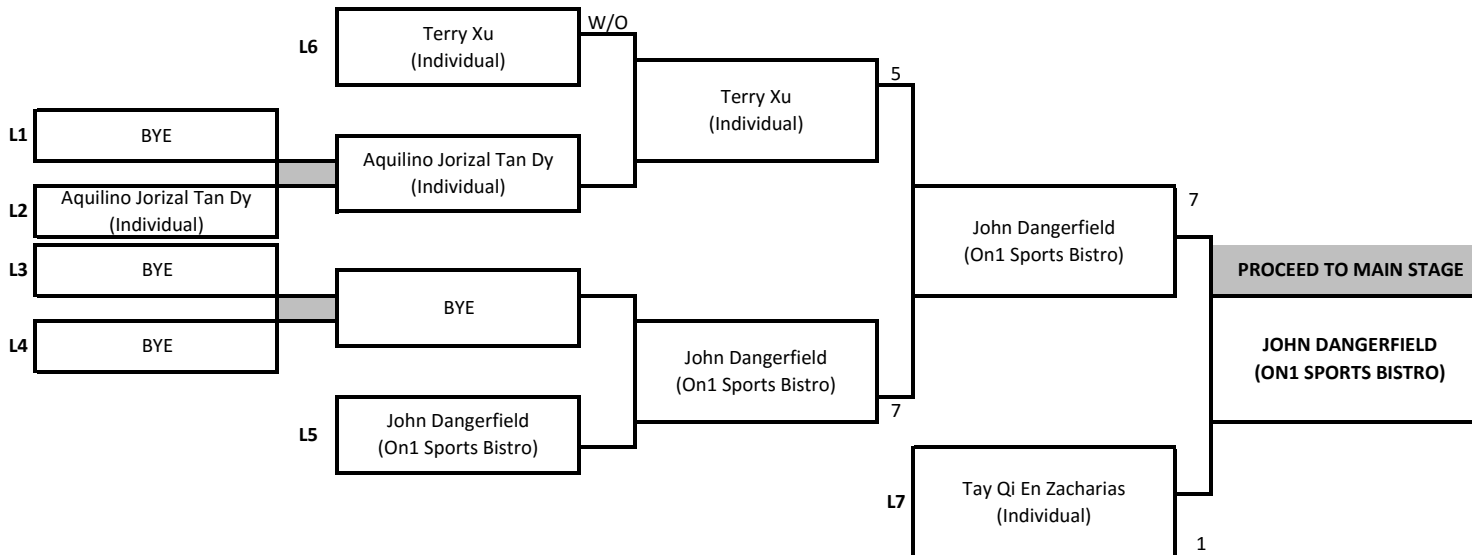 L6
Terry Xu
(Individual)
W/O
Terry Xu
(Individual)
5
L1
BYE
Aquilino Jorizal Tan Dy
(Individual)
L2
Aquilino Jorizal Tan Dy
(Individual)
L3
BYE
BYE
L4
BYE
John Dangerfield
(On1 Sports Bistro)
7
L5
John Dangerfield
(On1 Sports Bistro)
John Dangerfield
(On1 Sports Bistro)
7
PROCEED TO MAIN STAGE
JOHN DANGERFIELD
(ON1 SPORTS BISTRO)
L7
Tay Qi En Zacharias
(Individual)
1